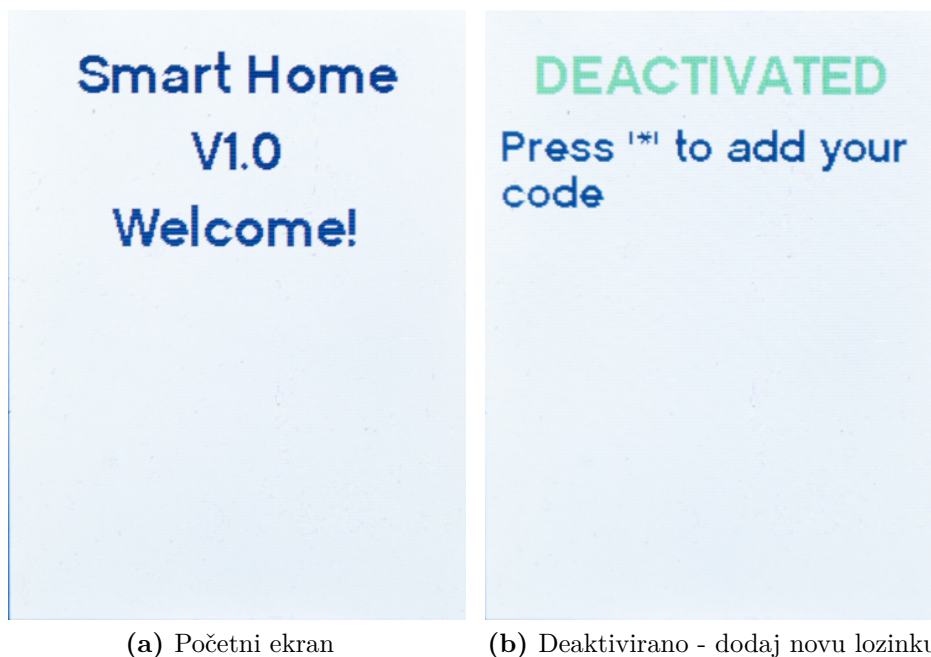 Smart Home
V1.0
Welcome!
DEACTIVATED
Press '*' to add your
code
(a) Početni ekran
(b) Deaktivirano - dodaj novu lozinku